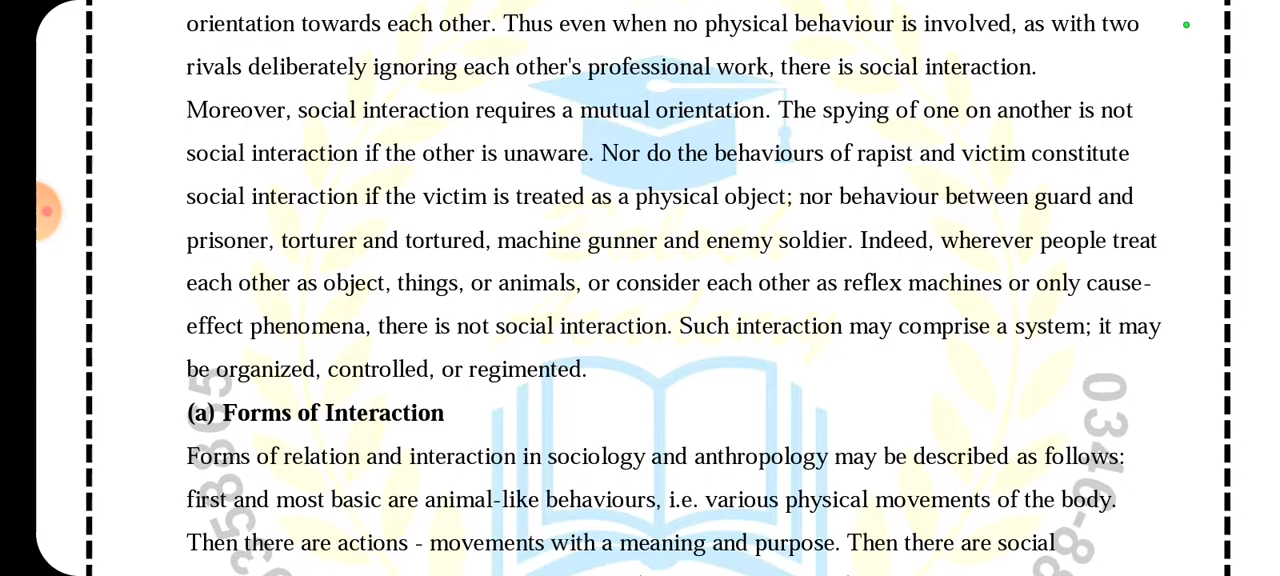 orientation towards each other. Thus even when no physical behaviour is involved, as with two
rivals deliberately ignoring each other's professional work, there is social interaction.
Moreover, social interaction requires a mutual orientation. The spying of one on another is not
social interaction if the other is unaware. Nor do the behaviours of rapist and victim constitute
social interaction if the victim is treated as a physical object; nor behaviour between guard and
prisoner, torturer and tortured, machine gunner and enemy soldier. Indeed, wherever people treat
each other as object, things, or animals, or consider each other as reflex machines or only cause-
effect phenomena, there is not social interaction. Such interaction may comprise a system; it may
be organized, controlled, or regimented.
(a) Forms of Interaction
Forms of relation and interaction in sociology and anthropology may be described as follows:
first and most basic are animal-like behaviours, i.e. various physical movements of the body.
Then there are actions - movements with a meaning and purpose. Then there are social
Academy